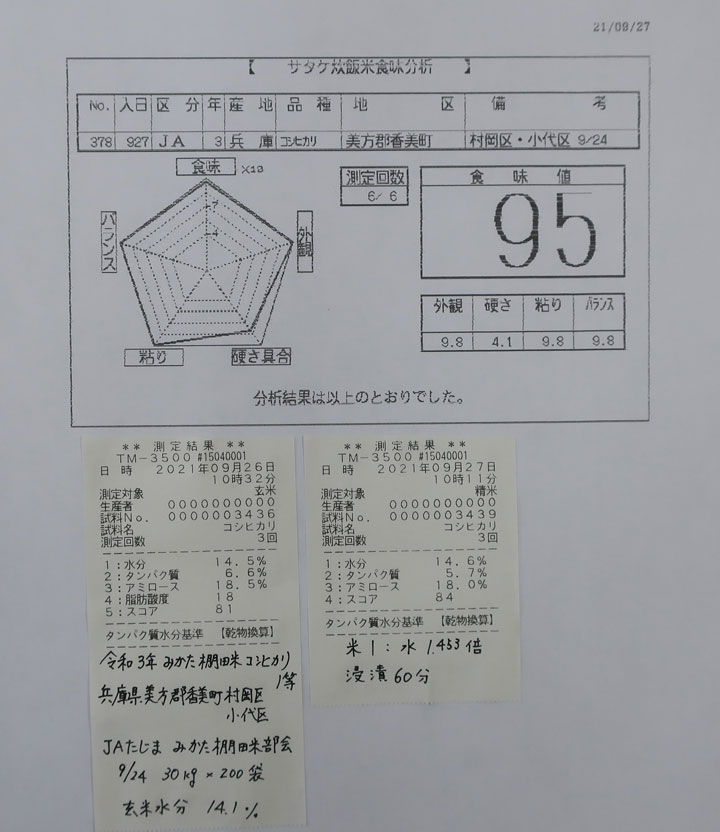 21/09/27
【 サタケ炊飯米食味分析 】
No. 入日 区分 年 産地 品種 地区 備考
378 927 JA 3 兵庫 コシヒカリ 美方郡香美町 村岡区・小代区 9/24
食味 ×13
7
4
バランス
外観
粘り
硬さ具合
測定回数
6/ 6
食味値
95
外観 硬さ 粘り バランス
9.8 4.1 9.8 9.8
分析結果は以上のとおりでした。
** 測定結果 **
TM-3500 #15040001
日時 2021年09月26日
10時32分
測定対象 玄米
生産者 0000000000
試料No. 0000003436
試料名 コシヒカリ
測定回数 3回
1:水分 14.5%
2:タンパク質 6.6%
3:アミロース 18.5%
4:脂肪酸度 18
5:スコア 81
タンパク質水分基準 【乾物換算】
令和3年 みかた棚田米コシヒカリ
1等
兵庫県美方郡香美町村岡区
小代区
JAたじま みかた棚田米部会
9/24 30kg×200袋
玄米水分 14.1%
** 測定結果 **
TM-3500 #15040001
日時 2021年09月27日
10時11分
測定対象 精米
生産者 0000000000
試料No. 0000003439
試料名 コシヒカリ
測定回数 3回
1:水分 14.6%
2:タンパク質 5.7%
3:アミロース 18.0%
4:スコア 84
タンパク質水分基準 【乾物換算】
米1:水1.453倍
浸漬60分